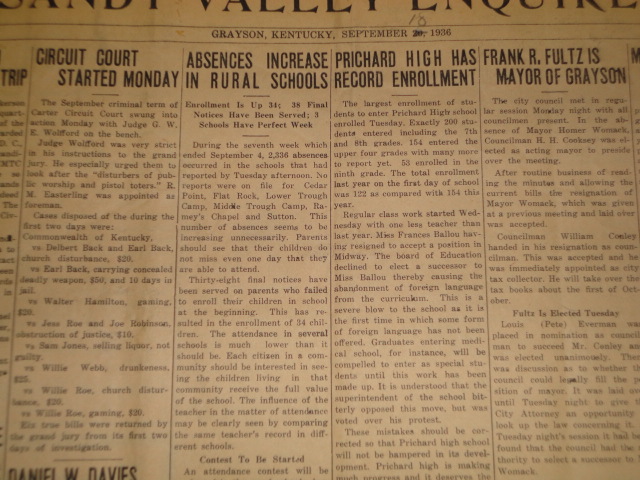 SANDY VALLEY ENQUIRE
10
GRAYSON, KENTUCKY, SEPTEMBER 20, 1936
TRIP
CIRCUIT COURT
STARTED MONDAY
The September criminal term of
Carter Circuit Court swung into
action Monday with Judge G. W.
E. Wolfford on the bench.
Judge Wolford was very strict
in his instructions to the grand
jury. He especially urged them to
look after the "disturbers of pub-
lic worship and pistol toters." R.
M. Easterling was appointed as
foreman.
Cases disposed of during the
first two days were:
Commonwealth of Kentucky,
vs Delbert Back and Earl Back,
church disturbance, $20.
vs Earl Back, carrying concealed
deadly weapon, $50, and 10 days in
jail.
vs Walter Hamilton, gaming,
$20.
vs Jess Roe and Joe Robinson,
obstruction of justice, $10.
vs Sam Jones, selling liquor, not
guilty.
vs Willie Webb, drunkeness,
$25.
vs Willie Roe, church distur-
bance, $20.
vs Willie Roe, gaming, $20.
Six true bills were returned by
the grand jury from its first two
days of investigation.
DANIEL W. DAVIES
ABSENCES INCREASE
IN RURAL SCHOOLS
Enrollment Is Up 34; 38 Final
Notices Have Been Served; 3
Schools Have Perfect Week
During the seventh week which
ended September 4, 2,336 absences
occurred in the schools that had
reported by Tuesday afternoon. No
reports were on file for Cedar
Point, Flat Rock, Lower Trough
Camp, Middle Trough Camp, Ra-
mey's Chapel and Sutton. This
number of absences seems to be
increasing unnecessarily. Parents
should see that their children do
not miss even one day that they
are able to attend.
Thirty-eight final notices have
been served on parents who failed
to enroll their children in school
at the beginning. This has re-
sulted in the enrollment of 34 chil-
dren. The attendance in several
schools is much lower than it
should be. Each citizen in a com-
munity should be interested in see-
ing the children living in that
community receive the full value
of the school. The influence of the
teacher in the matter of attendance
may be clearly seen by comparing
the same teacher's record in dif-
ferent schools.
Contest To Be Started
An attendance contest will be
PRICHARD HIGH HAS
RECORD ENROLLMENT
The largest enrollment of stu-
dents to enter Prichard High school
enrolled Tuesday. Exactly 200 stu-
dents entered including the 7th
and 8th grades. 154 entered the
upper four grades with many more
to report yet. 53 enrolled in the
ninth grade. The total enrollment
last year on the first day of school
was 122 as compared with 154 this
year.
Regular class work started Wed-
nesday with one less teacher than
last year. Miss Frances Ballou hav-
ing resigned to accept a position in
Midway. The board of Education
declined to elect a successor to
Miss Ballou thereby causing the
abandonment of foreign language
from the curriculum. This is a
severe blow to the school as it is
the first time in which some form
of foreign language has not been
offered. Graduates entering medi-
cal school, for instance, will be
compelled to enter as special stu-
dents until this work has been
made up. It is understood that the
superintendent of the school bit-
terly opposed this move, but was
voted over his protest.
These mistakes should be cor-
rected so that Prichard high school
will not be hampered in its devel-
opment. Prichard high is making
much progress and it deserves the
FRANK R. FULTZ IS
MAYOR OF GRAYSON
The city council met in regu-
lar session Monday night with all
councilmen present. In the ab-
sence of Mayor Homer Womack,
Councilman H. H. Cooksey was el-
ected as acting mayor to preside
over the meeting.
After routine business of read-
ing the minutes and allowing the
current bills the resignation of
Mayor Womack, which was given
at a previous meeting and laid over
was accepted.
Councilman William Conley
handed in his resignation as coun-
cilman. This was accepted and he
was immediately appointed as city
tax collector. He will take over the
tax books about the first of Oct-
ober.
Fultz Is Elected Tuesday
Louis (Pete) Everman was
placed in nomination as council-
man to succeed Mr. Conley an
was elected unanimously. Then
was discussion as to whether th
council could legally fill the po
sition of mayor. It was laid ov
until Tuesday night to give t
City Attorney an opportunity
look up the law concerning it.
Tuesday night's session it had b
found that the council had the
thority to select a successor to
Womack.